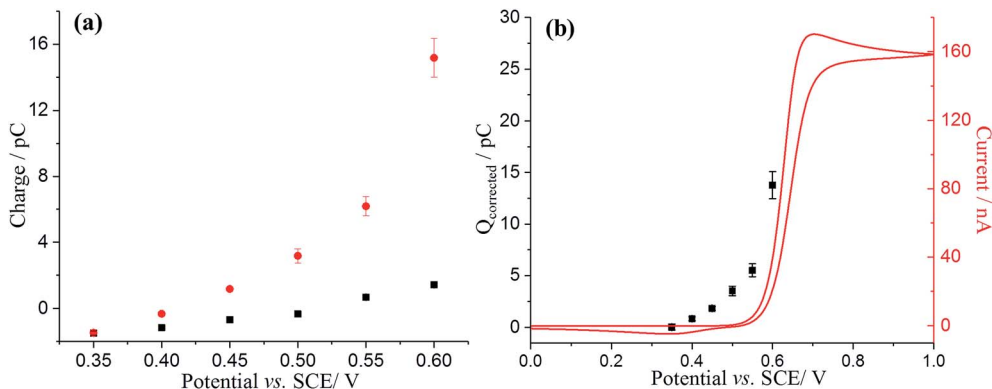 (a)
Charge / pC
16
12
8
4
0
0.35 0.40 0.45 0.50 0.55 0.60
Potential vs. SCE/ V
(b)
Q corrected / pC
30
25
20
15
10
5
0
0.0 0.2 0.4 0.6 0.8 1.0
Potential vs. SCE/ V
160
120
80
40
0
Current / nA